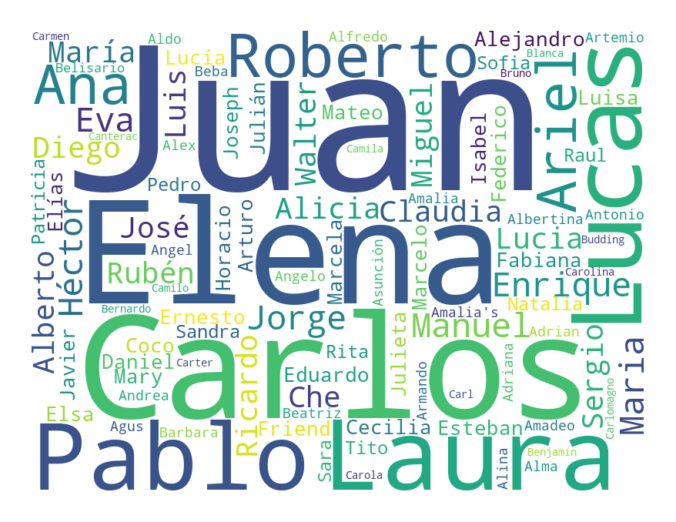 Carmen
Aldo
Alfredo
Alejandro
Artemio
María
Lucía
Roberto
Sofia
Blanca
Belisario
Beba
Bruno
Juan
Ana
Luis
Joseph
Julián
Walter
Mateo
Miguel
Isabel
Federico
Ariel
Luisa
Lucas
Eva
Canterac
Diego
Alex
Camila
Raul
Patricia
Elías
Pedro
Amalia
Elena
Alicia
Claudia
Albertina
Antonio
Héctor
José
Horacio
Arturo
Lucia
Budding
Angel
Marcela
Marcelo
Fabiana
Alberto
Rubén
Angelo
Asunción
Carolina
Camilo
Enrique
Javier
Bernardo
Ernesto
Jorge
Amalia's
Natalia
Carlos
Sandra
Manuel
Adrian
Sergio
Maria
Coco
Daniel
Carter
Ricardo
Rita
Julieta
Mary
Eduardo
Armando
Carl
Adriana
Carlomagno
Andrea
Che
Elsa
Beatriz
Pablo
Agus
Barbara
Friend
Cecilia
Esteban
Amadeo
Laura
Sara
Tito
Carola
Alina
Benjamin
Alma